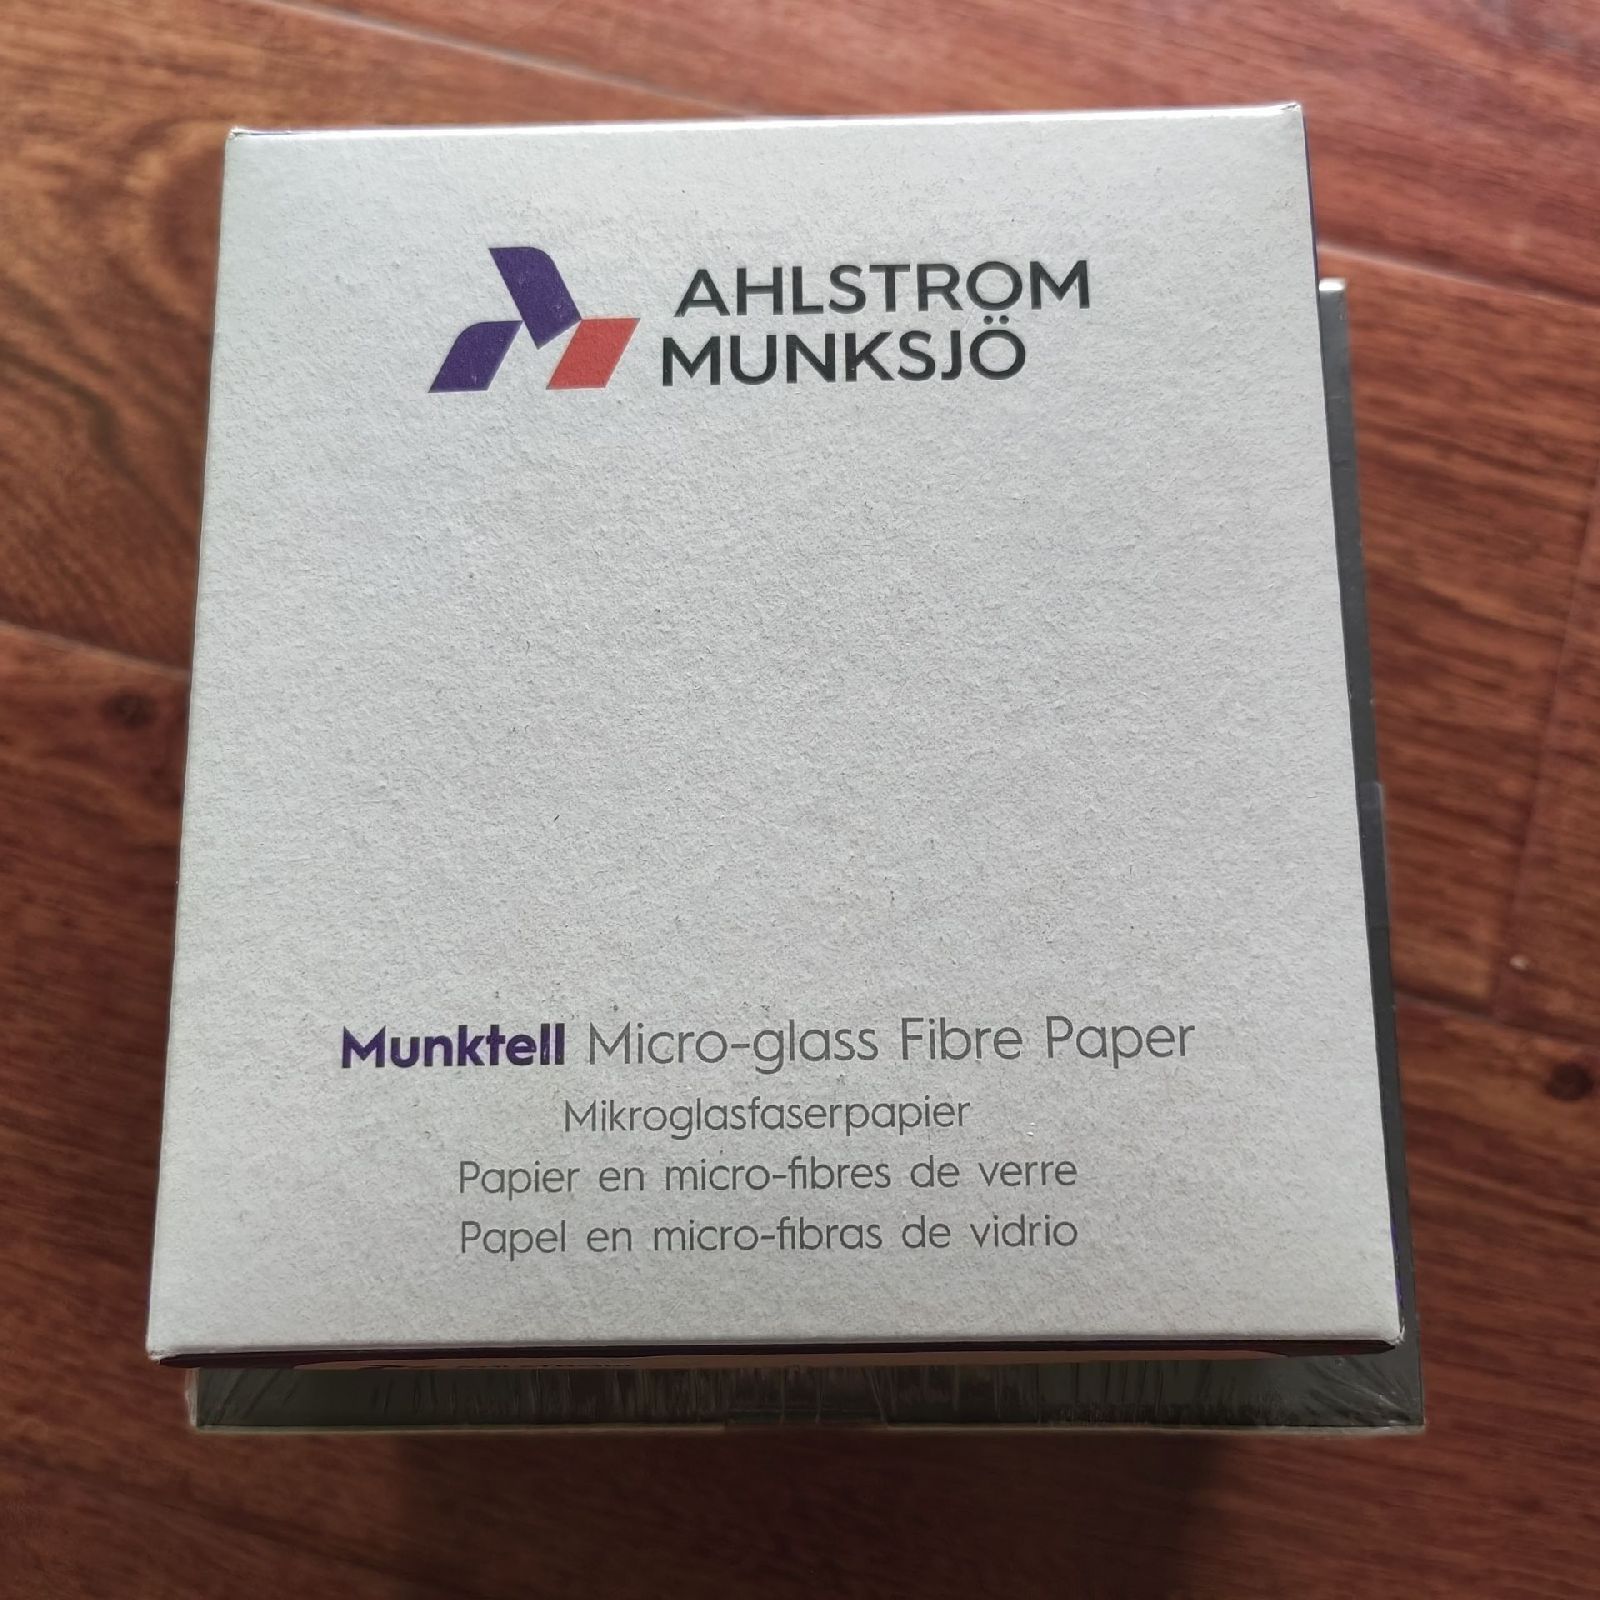 AHLSTROM
MUNKSJÖ
Munktell Micro-glass Fibre Paper
Mikroglasfaserpapier
Papier en micro-fibres de verre
Papel en micro-fibras de vidrio